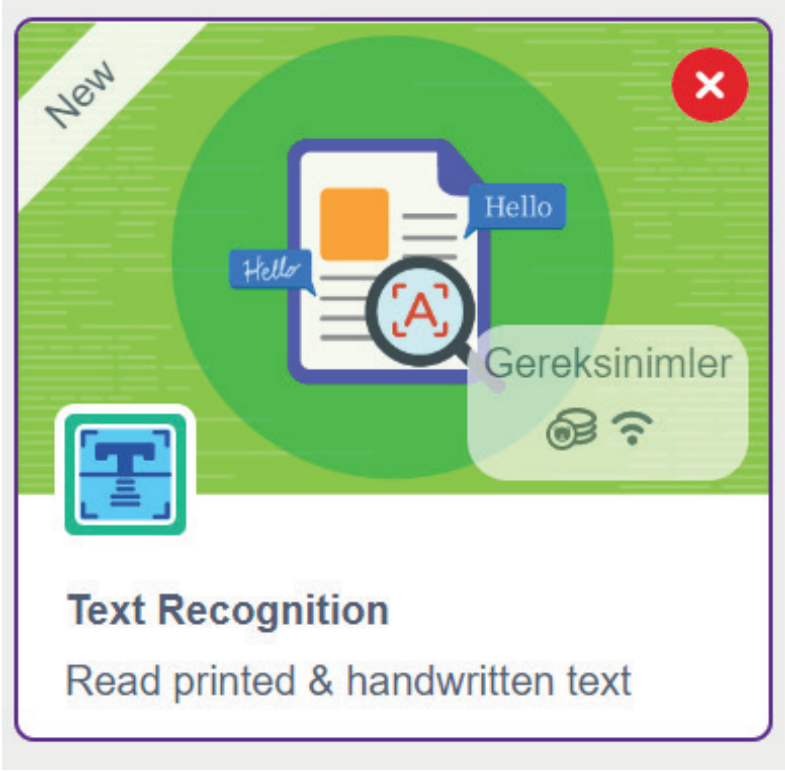 New
Hello
Hello
A
Gereksinimler
T
Text Recognition
Read printed & handwritten text